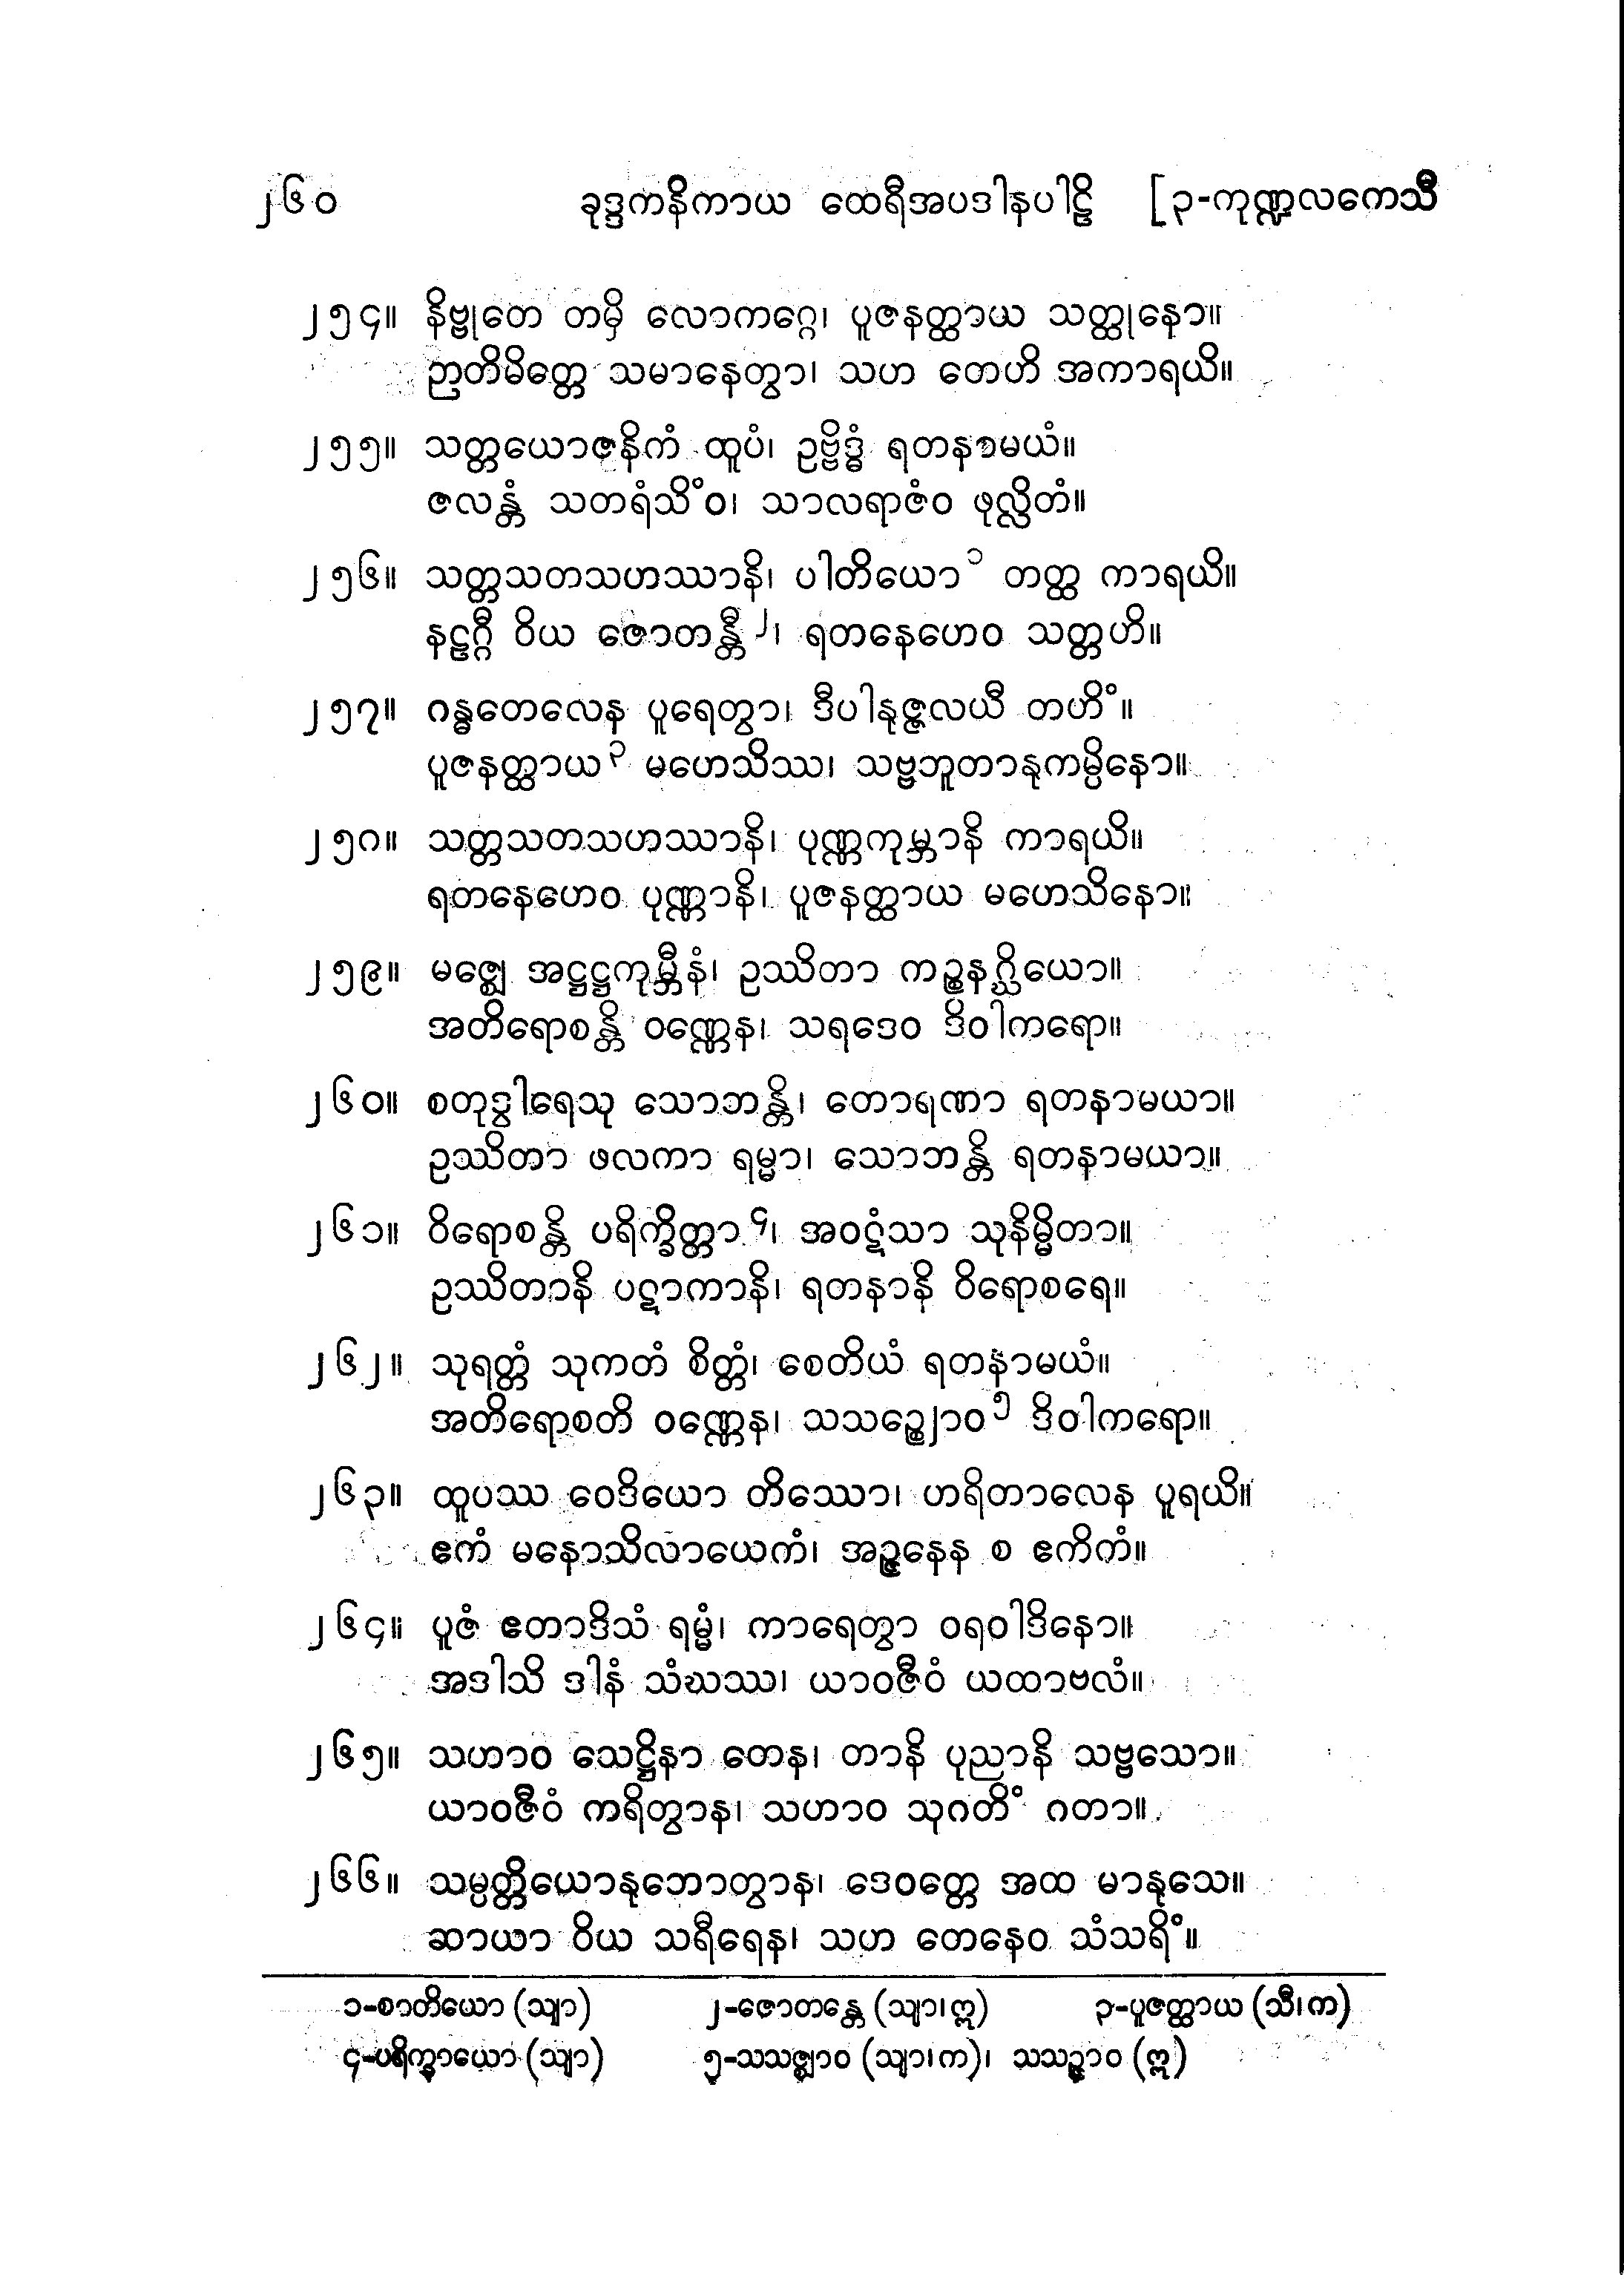 ၂၆၀ ခုဒ္ဒကနိကာယ ထေရီအပဒါနပါဠိ [၃-ကုဏ္ဍလကေသီ
၂၅၄။ နိဗ္ဗုတေ တမှိ လောကဂ္ဂေ၊ ပူဇနတ္ထာယ သတ္ထုနော။
ဉာတိမိတ္တေ သမာနေတွာ၊ သဟ တေဟိ အကာရယိ။
၂၅၅။ သတ္တယောဇနိကံ ထူပံ၊ ဥဗ္ဗိဒ္ဓံ ရတနာမယံ။
ဇလန္တံ သတရံသိံဝ၊ သာလရာဇံဝ ဖုလ္လိတံ။
၂၅၆။ သတ္တသတသဟဿာနိ၊ ပါတိယော၁ တတ္ထ ကာရယိ။
နဠဂ္ဂီ ဝိယ ဇောတန္တီ၂၊ ရတနေဟေဝ သတ္တဟိ။
၂၅၇။ ဂန္ဓတေလေန ပူရေတွာ၊ ဒီပါနုဇ္ဇလယီ တဟိံ။
ပူဇနတ္ထာယ၃ မဟေသိဿ၊ သဗ္ဗဘူတာနုကမ္ပိနော။
၂၅၈။ သတ္တသတသဟဿာနိ၊ ပုဏ္ဏကုမ္ဘာနိ ကာရယိ။
ရတနေဟေဝ ပုဏ္ဏာနိ၊ ပူဇနတ္ထာယ မဟေသိနော။
၂၅၉။ မဇ္ဈေ အဋ္ဌဋ္ဌကုမ္ဘီနံ၊ ဥဿိတာ ကဉ္စနဂ္ဃိယော။
အတိရောစန္တိ ဝဏ္ဏေန၊ သရဒေဝ ဒိဝါကရော။
၂၆၀။ စတုဒွါရေသု သောဘန္တိ၊ တောရဏာ ရတနာမယာ။
ဥဿိတာ ဖလကာ ရမ္မာ၊ သောဘန္တိ ရတနာမယာ။
၂၆၁။ ဝိရောစန္တိ ပရိက္ခိတ္တာ၄၊ အဝဋံသာ သုနိမ္မိတာ။
ဥဿိတာနိ ပဋာကာနိ၊ ရတနာနိ ဝိရောစရေ။
၂၆၂။ သုရတ္တံ သုကတံ စိတ္တံ၊ စေတိယံ ရတနာမယံ။
အတိရောစတိ ဝဏ္ဏေန၊ သသဉ္ဈောဝ၅ ဒိဝါကရော။
၂၆၃။ ထူပဿ ဝေဒိယော တိဿော၊ ဟရိတာလေန ပူရယိ။
ဧကံ မနောသိလာယေကံ၊ အဉ္ဇနေန စ ဧကိကံ။
၂၆၄။ ပူဇံ ဧတာဒိသံ ရမ္မံ၊ ကာရေတွာ ဝရဝါဒိနော။
အဒါသိ ဒါနံ သံဃဿ၊ ယာဝဇီဝံ ယထာဗလံ။
၂၆၅။ သဟာဝ သေဋ္ဌိနာ တေန၊ တာနိ ပုညာနိ သဗ္ဗသော။
ယာဝဇီဝံ ကရိတွာန၊ သဟာဝ သုဂတိံ ဂတာ။
၂၆၆။ သမ္ပတ္တိယောနုဘောတွာန၊ ဒေဝတ္တေ အထ မာနုသေ။
ဆာယာ ဝိယ သရီရေန၊ သဟ တေနေဝ သံသရိံ။
၁-စာတိယော (သျာ) ၂-ဇောတန္တေ (သျာ၊ဣ) ၃-ပူဇတ္ထာယ (သီ၊က)
၄-ပရိက္ခာယော (သျာ) ၅-သသဇ္ဈာဝ (သျာ၊က)၊ သသဉ္ဈာဝ (ဣ)